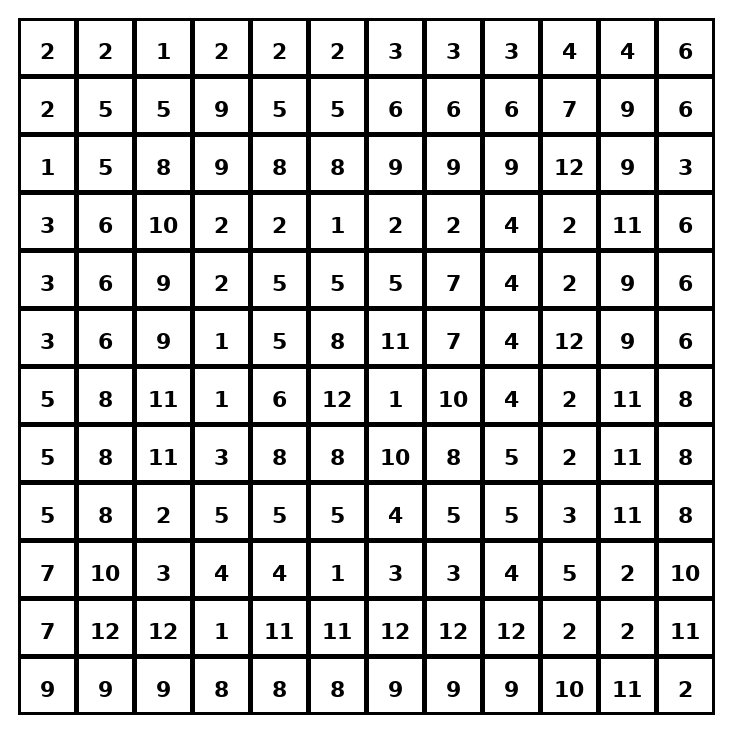 2 2 1 2 2 2 3 3 3 4 4 6
2 5 5 9 5 5 6 6 6 7 9 6
1 5 8 9 8 8 9 9 9 12 9 3
3 6 10 2 2 1 2 2 4 2 11 6
3 6 9 2 5 5 5 7 4 2 9 6
3 6 9 1 5 8 11 7 4 12 9 6
5 8 11 1 6 12 1 10 4 2 11 8
5 8 11 3 8 8 10 8 5 2 11 8
5 8 2 5 5 5 4 5 5 3 11 8
7 10 3 4 4 1 3 3 4 5 2 10
7 12 12 1 11 11 12 12 12 2 2 11
9 9 9 8 8 8 9 9 9 10 11 2